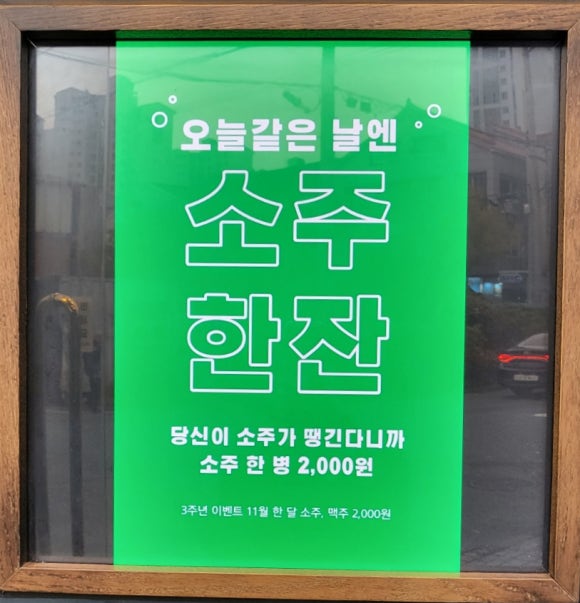 오늘같은 날엔
소주
한잔
당신이 소주가 땡긴다니까
소주 한 병 2,000원
3주년 이벤트 11월 한 달 소주, 맥주 2,000원